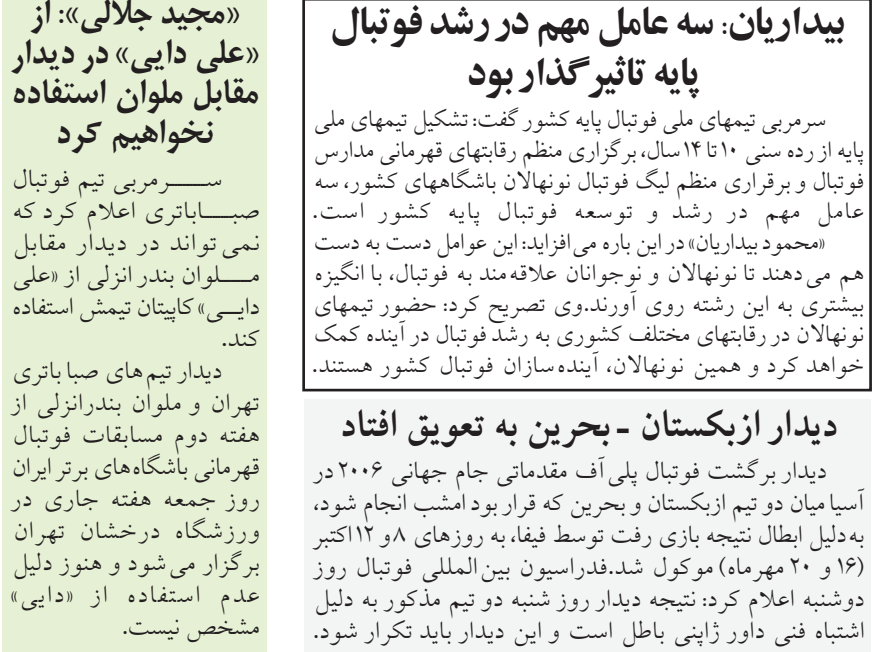 بیداریان: سه عامل مهم در رشد فوتبال
پایه تاثیر گذار بود
سرمربی تیمهای ملی فوتبال پایه کشور گفت: تشکیل تیمهای ملی
پایه از رده سنی ۱۰ تا ۱۴ سال، برگزاری منظم رقابتهای قهرمانی مدارس
فوتبال و برقراری منظم لیگ فوتبال نونهالان باشگاههای کشور، سه
عامل مهم در رشد و توسعه فوتبال پایه کشور است.
«محمود بیداریان» در این باره می‌افزاید: این عوامل دست به دست
هم می‌دهند تا نونهالان و نوجوانان علاقه‌مند به فوتبال، با انگیزه
بیشتری به این رشته روی آورند.وی تصریح کرد: حضور تیمهای
نونهالان در رقابتهای مختلف کشوری به رشد فوتبال در آینده کمک
خواهد کرد و همین نونهالان، آینده‌سازان فوتبال کشور هستند.
دیدار ازبکستان - بحرین به تعویق افتاد
دیدار برگشت فوتبال پلی‌آف مقدماتی جام جهانی ۲۰۰۶ در
آسیا میان دو تیم ازبکستان و بحرین که قرار بود امشب انجام شود،
به‌دلیل ابطال نتیجه بازی رفت توسط فیفا، به روزهای ۸ و ۱۲ اکتبر
(۱۶ و ۲۰ مهرماه) موکول شد.فدراسیون بین‌المللی فوتبال روز
دوشنبه اعلام کرد: نتیجه دیدار روز شنبه دو تیم مذکور به دلیل
اشتباه فنی داور ژاپنی باطل است و این دیدار باید تکرار شود.
«مجید جلالی»: از
«علی دایی» در دیدار
مقابل ملوان استفاده
نخواهیم کرد
سرمربی تیم فوتبال
صباباتری اعلام کرد که
نمی‌تواند در دیدار مقابل
ملوان بندر انزلی از «علی
دایی» کاپیتان تیمش استفاده
کند.
دیدار تیم‌های صبا باتری
تهران و ملوان بندرانزلی از
هفته دوم مسابقات فوتبال
قهرمانی باشگاه‌های برتر ایران
روز جمعه هفته جاری در
ورزشگاه درخشان تهران
برگزار می‌شود و هنوز دلیل
عدم استفاده از «دایی»
مشخص نیست.